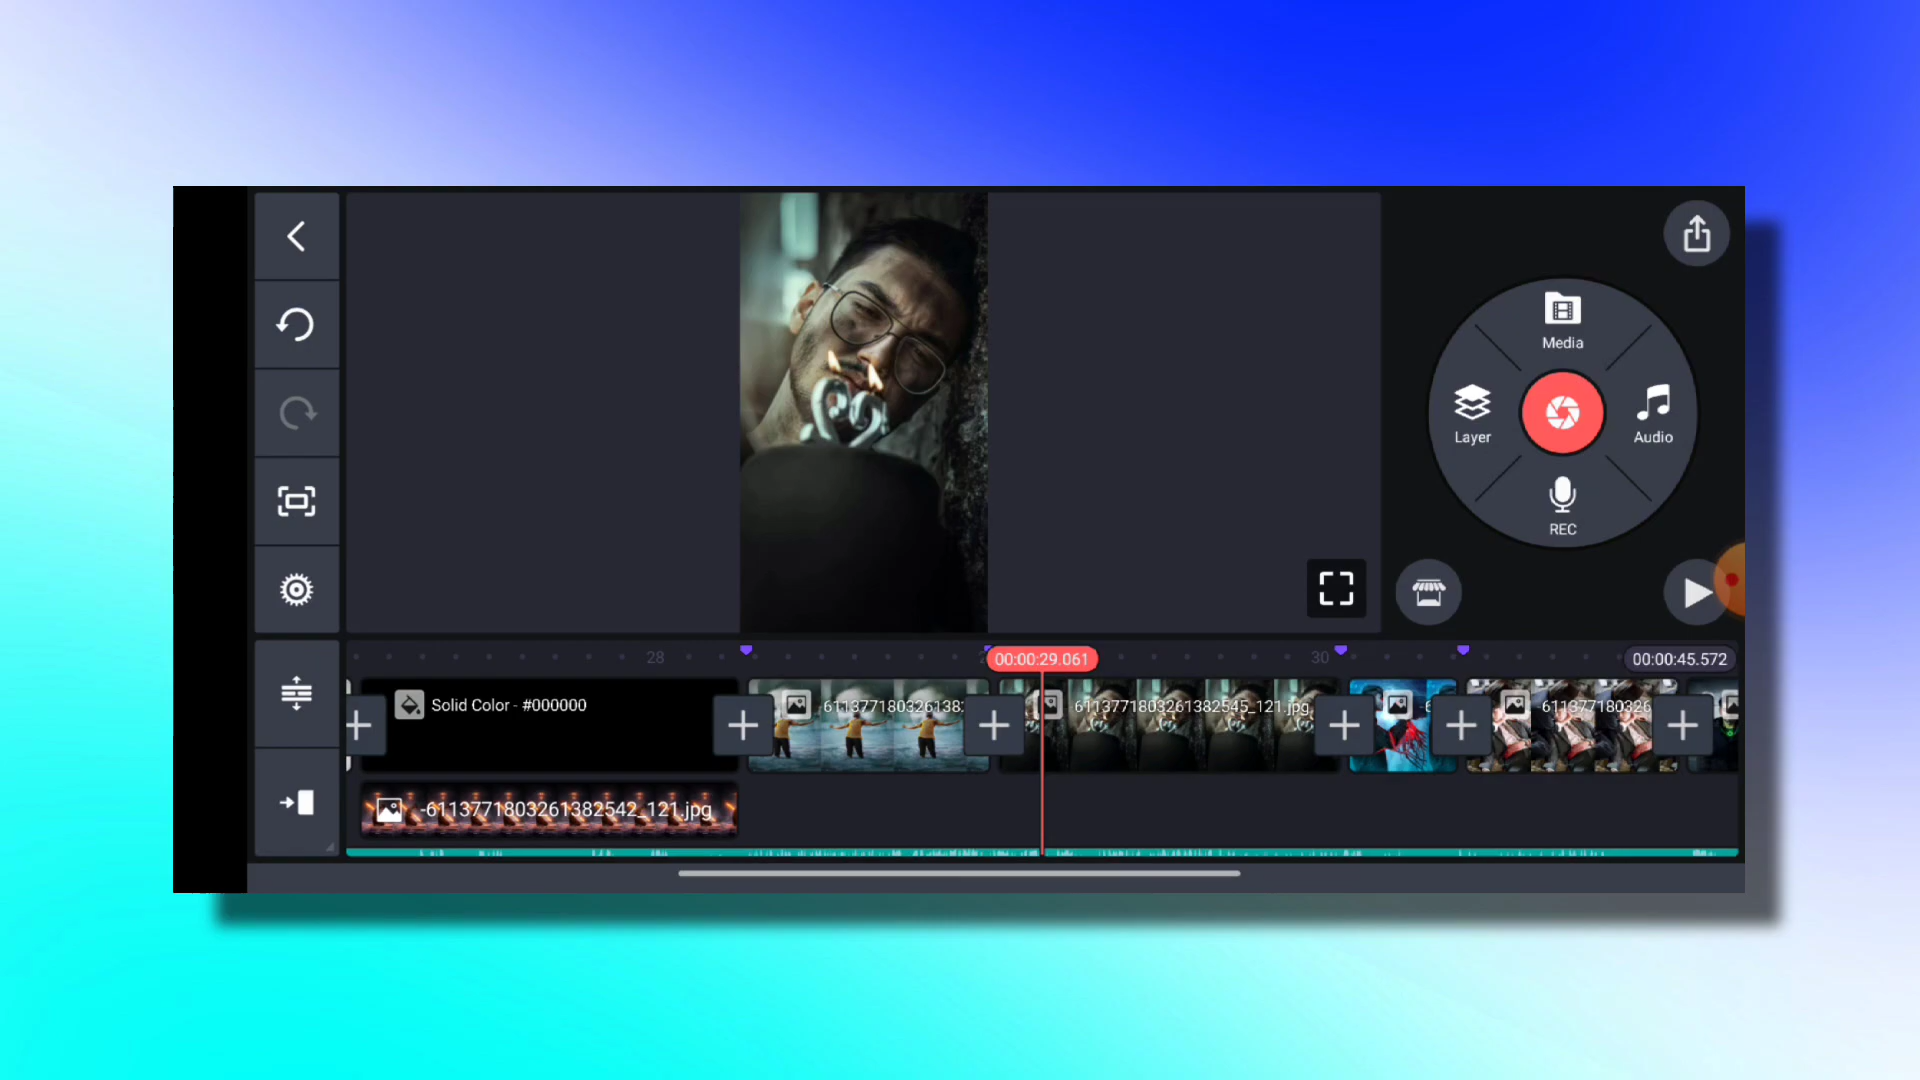 Media
Layer
Audio
REC
28
00:00:29.061
30
00:00:45.572
Solid Color - #000000
611377180326138
6113771803261382545_121.jpg
611377180326
-6113771803261382542_121.jpg